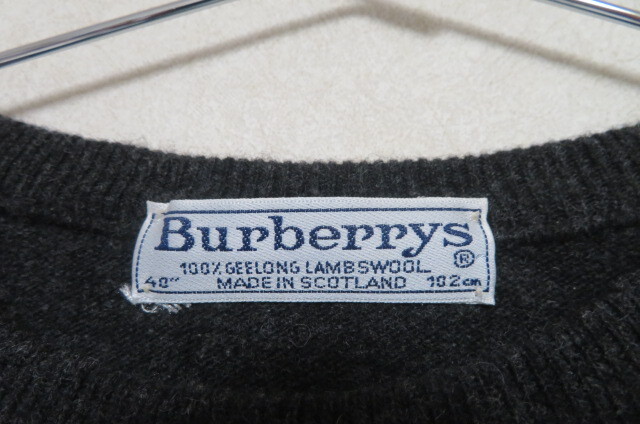 Burberrys
®
100% GEELONG LAMBSWOOL
40" MADE IN SCOTLAND 102cm